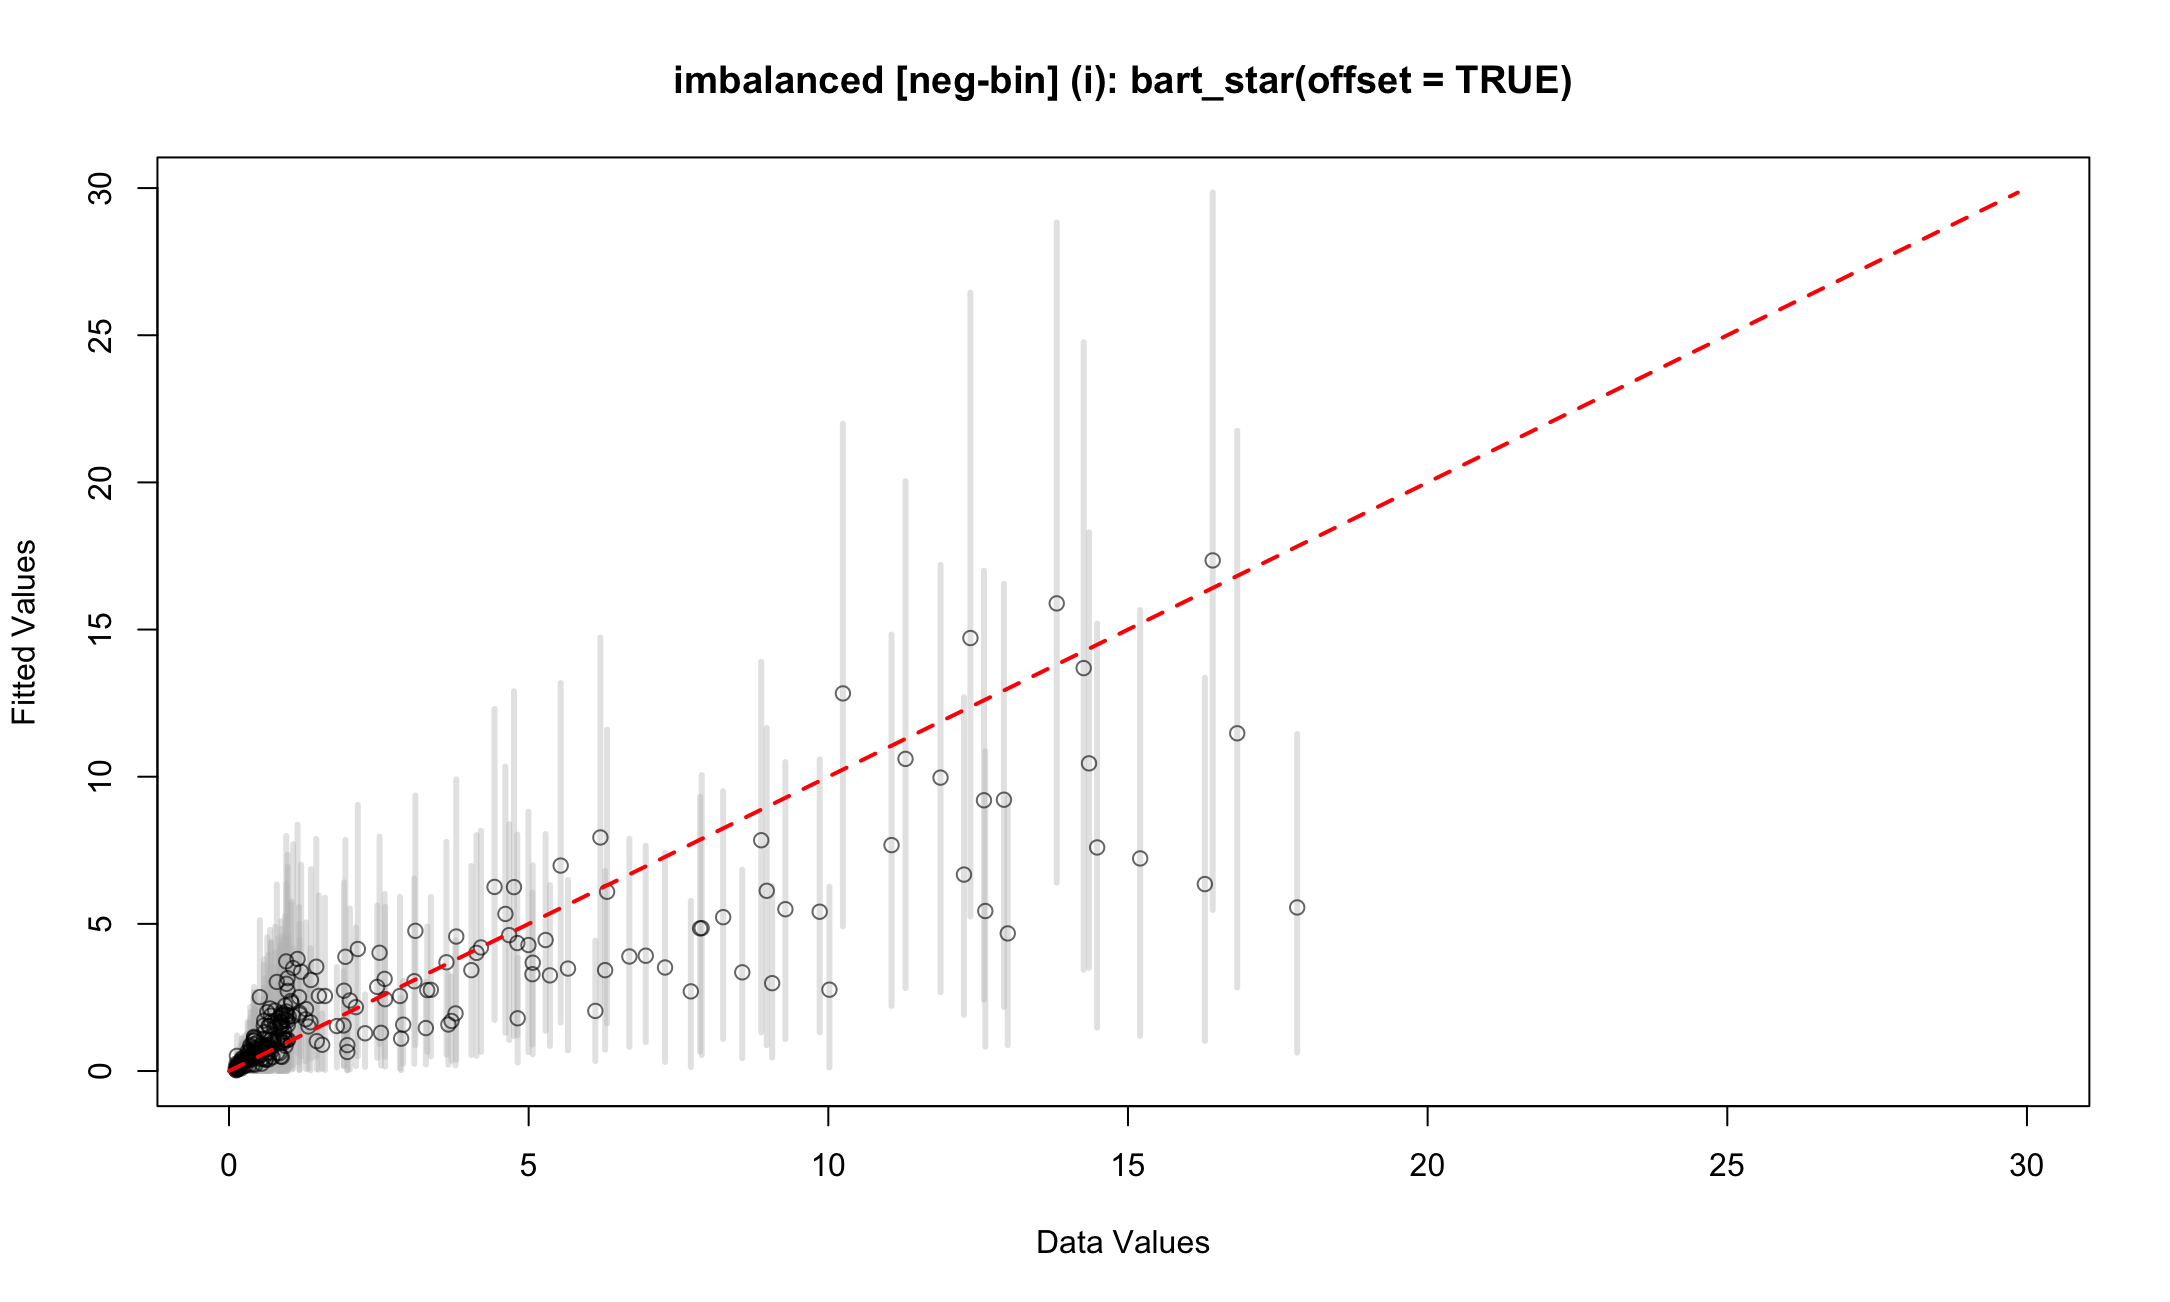 imbalanced [neg-bin] (i): bart_star(offset = TRUE)
30
25
20
15
10
5
0
Fitted Values
0 5 10 15 20 25 30
Data Values